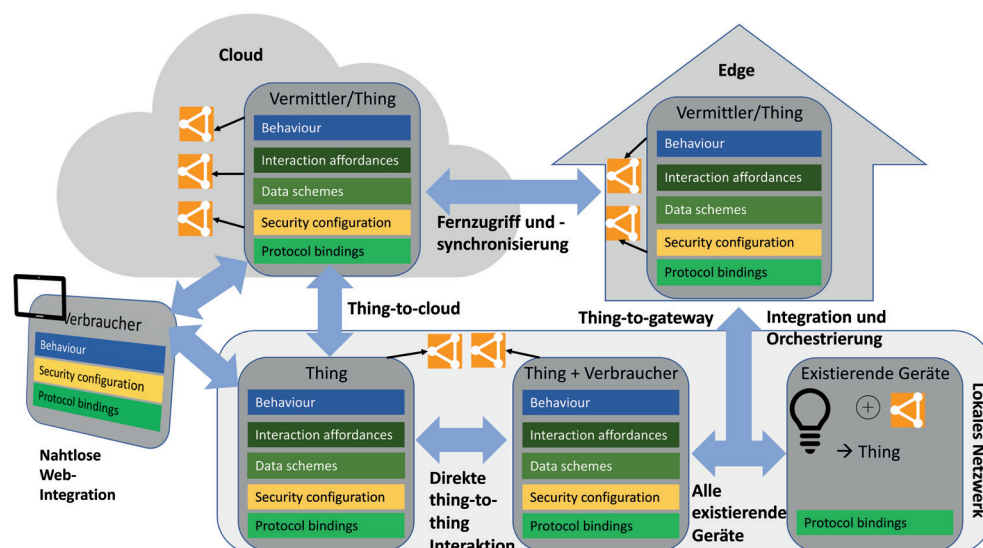 Cloud
Vermittler/Thing
Behaviour
Interaction affordances
Data schemes
Security configuration
Protocol bindings
Edge
Vermittler/Thing
Behaviour
Interaction affordances
Data schemes
Security configuration
Protocol bindings
Fernzugriff und -
synchronisierung
Verbraucher
Behaviour
Security configuration
Protocol bindings
Nahtlose
Web-
Integration
Thing-to-cloud
Thing-to-gateway
Integration und
Orchestrierung
Thing
Behaviour
Interaction affordances
Data schemes
Security configuration
Protocol bindings
Direkte
thing-to-
thing
Interaktion
Thing + Verbraucher
Behaviour
Interaction affordances
Data schemes
Security configuration
Protocol bindings
Alle
existierende
Geräte
Existierende Geräte
+
→ Thing
Protocol bindings
Lokales Netzwerk